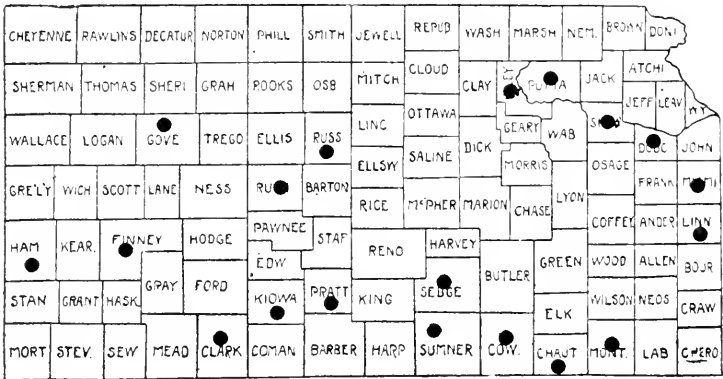 CHEYENNE RAWLINS DECATUR NORTON PHILL SMITH JEWELL REPUB WASH MARSH NEM. BROWN DONI
SHERMAN THOMAS SHERI GRAH ROOKS OSB MITCH CLOUD CLAY JACK ATCHI
JEFF LEAV WY
OTTAWA
WALLACE LOGAN GOVE TREGO ELLIS RUSS LINC GEARY WAB DOUG JOHN
SALINE DICK
ELLSW MORRIS OSAGE
GRE'LY WICH SCOTT LANE NESS BARTON FRANK MIAMI
RICE McPHER MARION CHASE LYON
PAWNEE STAF COFFEY ANDER LINN
HAM KEAR. FINNEY HODGE RENO HARVEY
EDW BUTLER GREEN WOOD ALLEN BOUR
GRAY FORD
STAN GRANT HASK KIOWA PRATT KING SEDGE WILSON NEOS
ELK CRAW
MORT STEV. SEW MEAD CLARK COMAN BARBER HARP SUMNER COW. CHAUT MONT. LAB CHERO